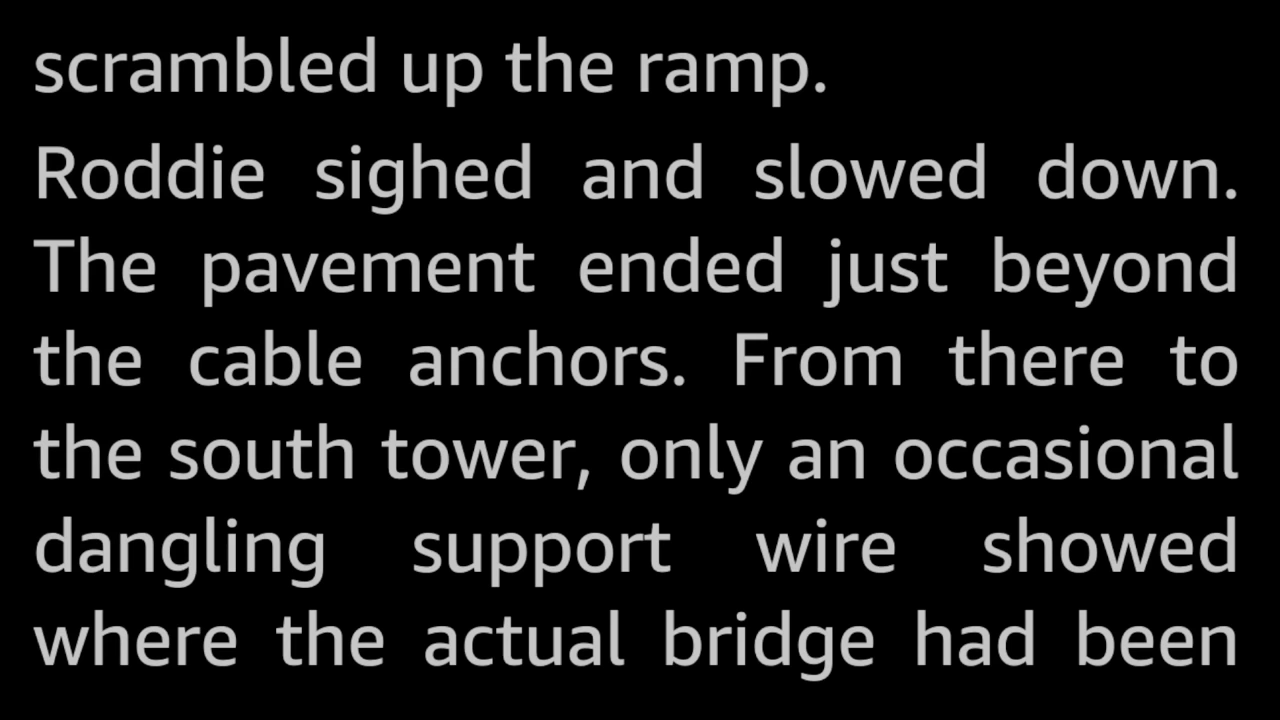 scrambled up the ramp.
Roddie sighed and slowed down.
The pavement ended just beyond
the cable anchors. From there to
the south tower, only an occasional
dangling support wire showed
where the actual bridge had been